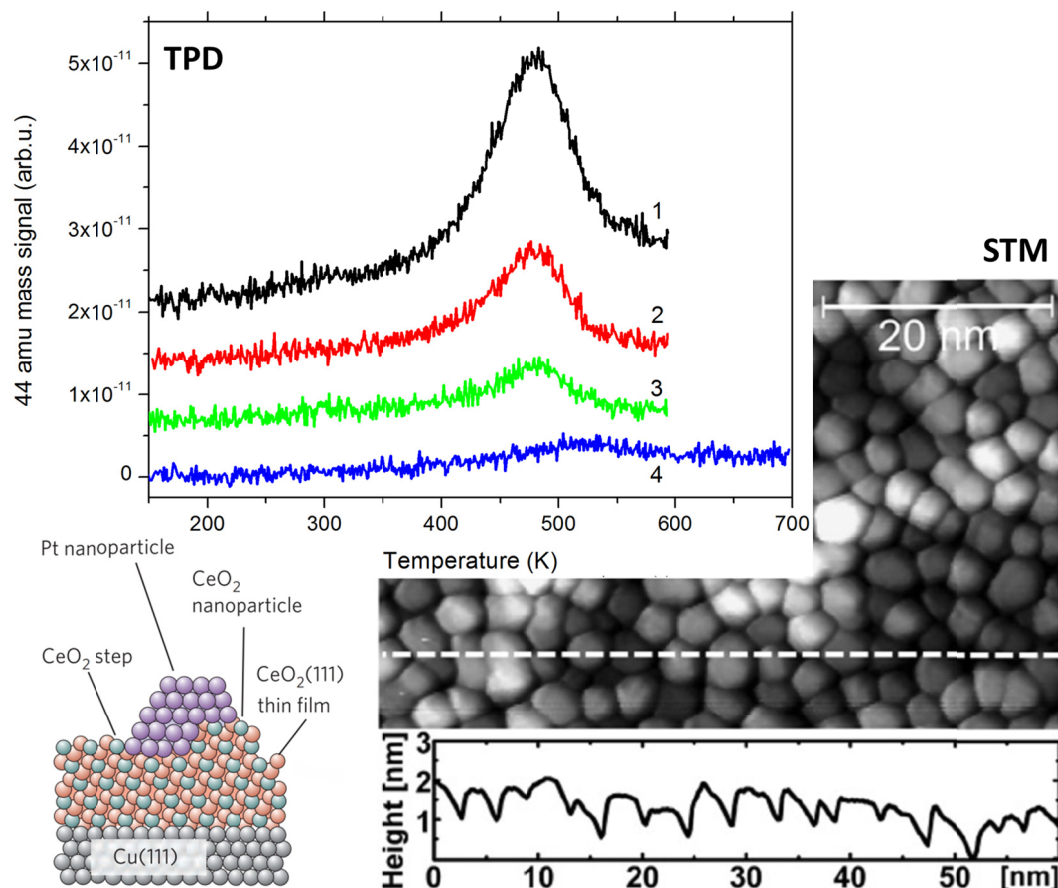 TPD
44 amu mass signal (arb.u.)
5x10⁻¹¹
4x10⁻¹¹
3x10⁻¹¹
2x10⁻¹¹
1x10⁻¹¹
0
1
2
3
4
200
300
400
500
600
700
Temperature (K)
STM
20 nm
Pt nanoparticle
CeO₂
nanoparticle
CeO₂ step
CeO₂(111)
thin film
Cu(111)
Height [nm]
3
2
1
0
10
20
30
40
50
[nm]